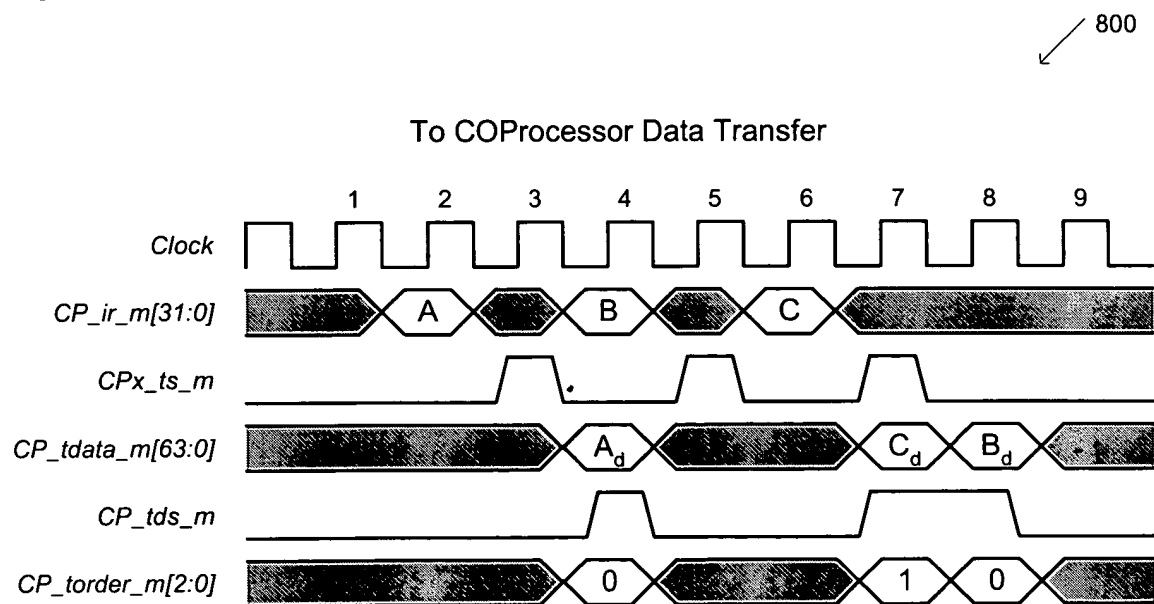 800
To COProcessor Data Transfer
1 2 3 4 5 6 7 8 9
Clock
CP_ir_m[31:0] A B C
CPx_ts_m
CP_tdata_m[63:0] Ad Cd Bd
CP_tds_m
CP_torder_m[2:0] 0 1 0